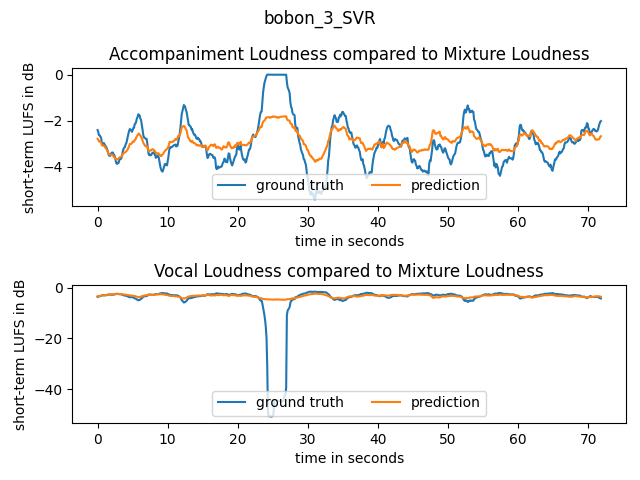 bobon_3_SVR
Accompaniment Loudness compared to Mixture Loudness
short-term LUFS in dB
0
−2
−4
ground truth
prediction
0 10 20 30 40 50 60 70
time in seconds
Vocal Loudness compared to Mixture Loudness
short-term LUFS in dB
0
−20
−40
ground truth
prediction
0 10 20 30 40 50 60 70
time in seconds